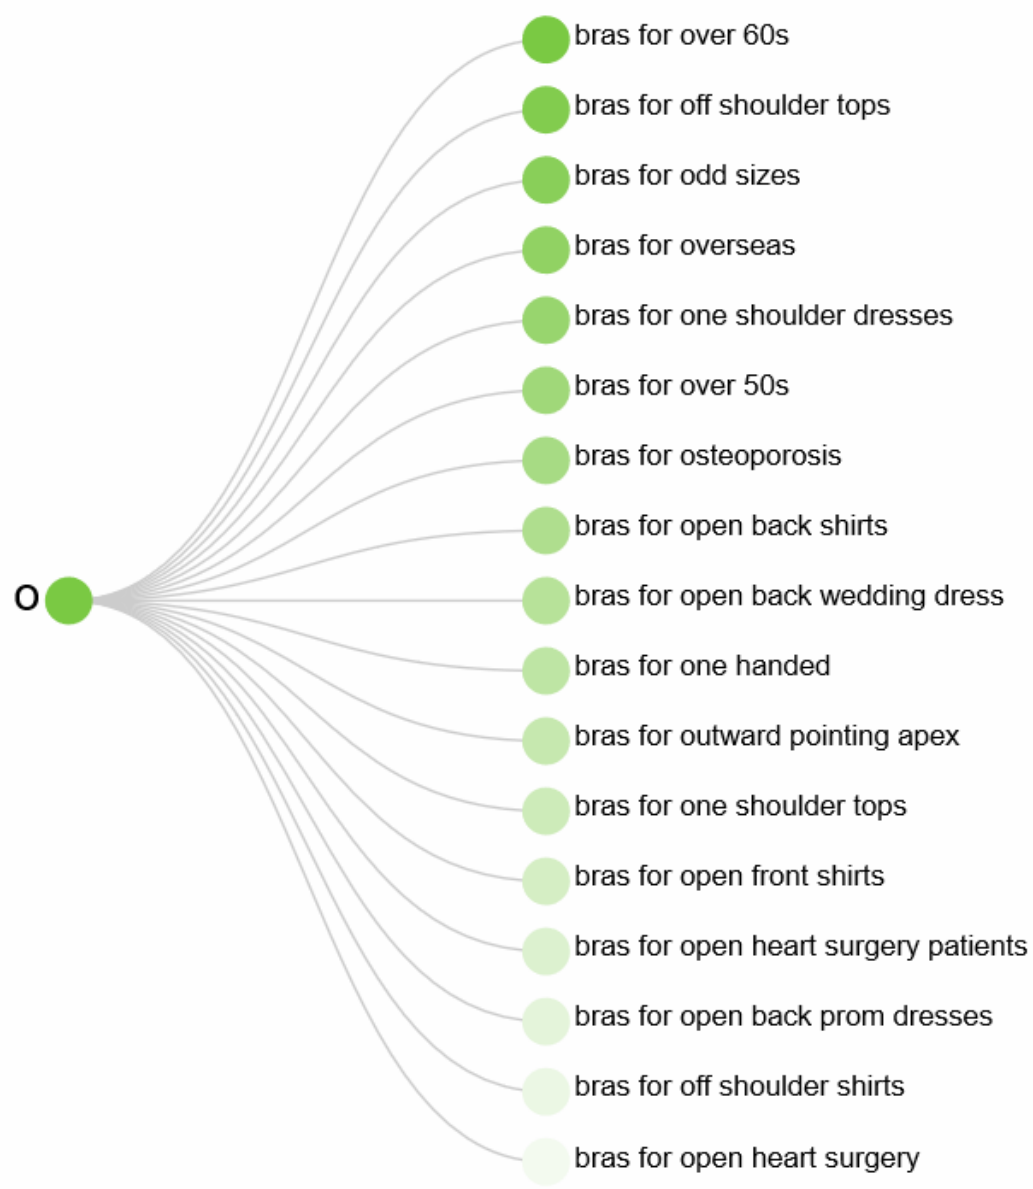 bras for over 60s
bras for off shoulder tops
bras for odd sizes
bras for overseas
bras for one shoulder dresses
bras for over 50s
bras for osteoporosis
bras for open back shirts
o
bras for open back wedding dress
bras for one handed
bras for outward pointing apex
bras for one shoulder tops
bras for open front shirts
bras for open heart surgery patients
bras for open back prom dresses
bras for off shoulder shirts
bras for open heart surgery